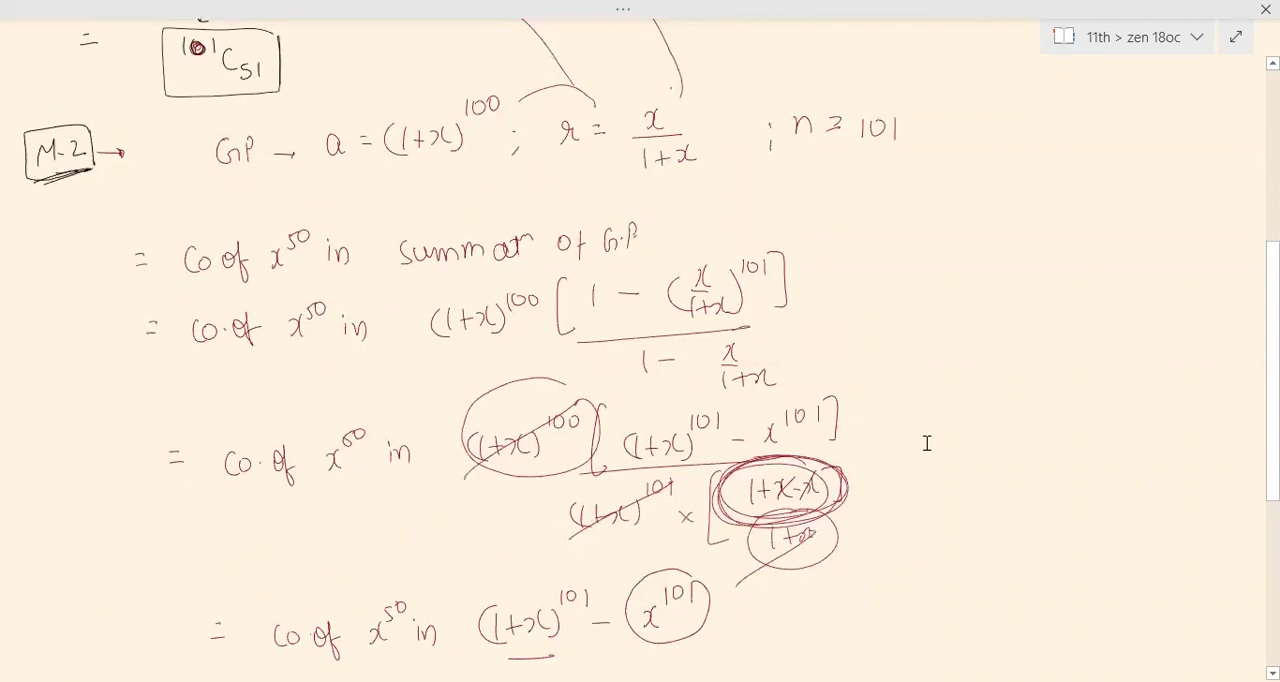 11th > zen 18oc
= ¹⁰¹C₅₁
M-2 → GP → a = (1+x)¹⁰⁰ ; r = x/(1+x) ; n = 101
= Co of x⁵⁰ in summatⁿ of G.P
= Co. of x⁵⁰ in (1+x)¹⁰⁰ [1 - (x/(1+x))¹⁰¹] / 1 - x/(1+x)
= Co. of x⁵⁰ in (1+x)¹⁰⁰ [(1+x)¹⁰¹ - x¹⁰¹] / (1+x)¹⁰¹ × [(1+x-x)/(1+x)]
= Co of x⁵⁰ in (1+x)¹⁰¹ - x¹⁰¹